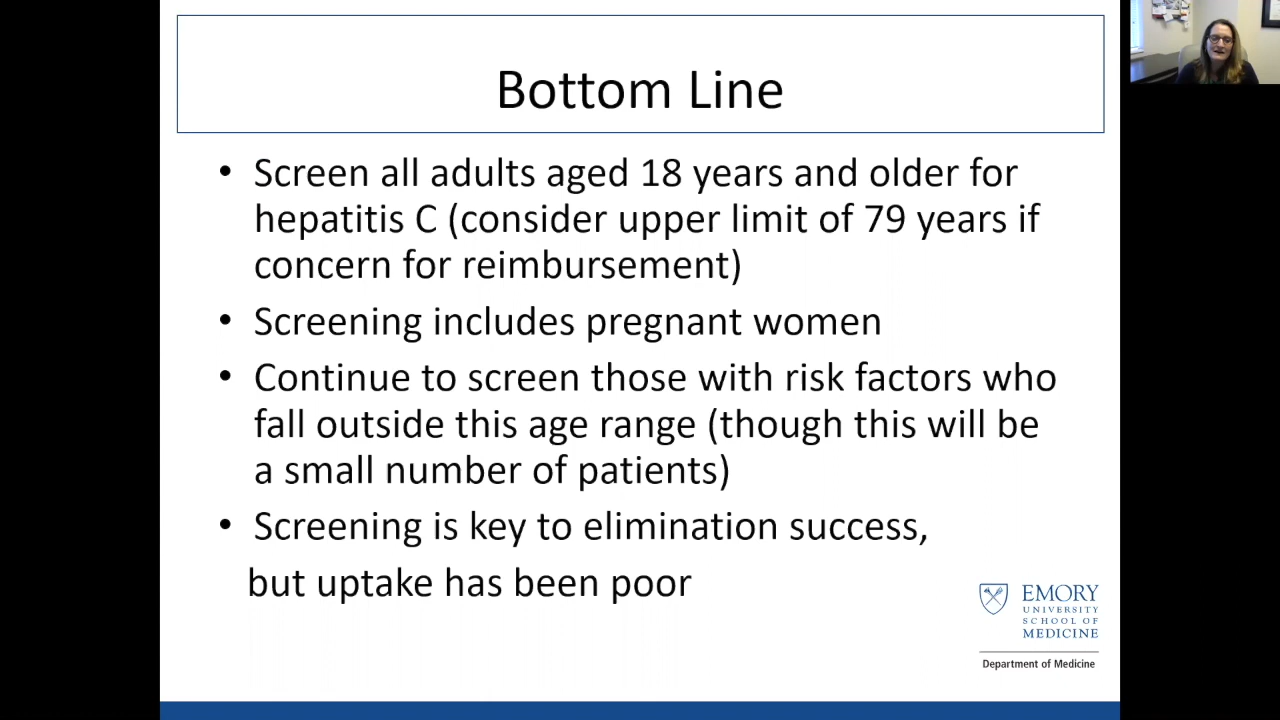 Bottom Line
• Screen all adults aged 18 years and older for
hepatitis C (consider upper limit of 79 years if
concern for reimbursement)
• Screening includes pregnant women
• Continue to screen those with risk factors who
fall outside this age range (though this will be
a small number of patients)
• Screening is key to elimination success,
but uptake has been poor
EMORY
UNIVERSITY
SCHOOL OF
MEDICINE
Department of Medicine